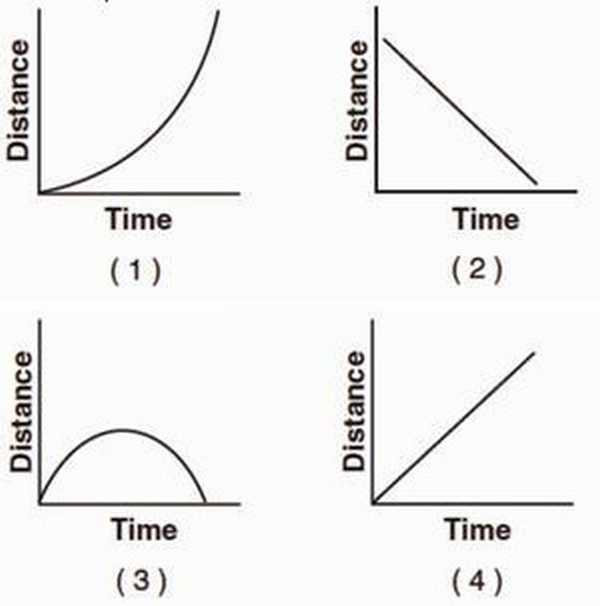 Distance
Distance
Time
Time
( 1 )
( 2 )
Distance
Distance
Time
Time
( 3 )
( 4 )